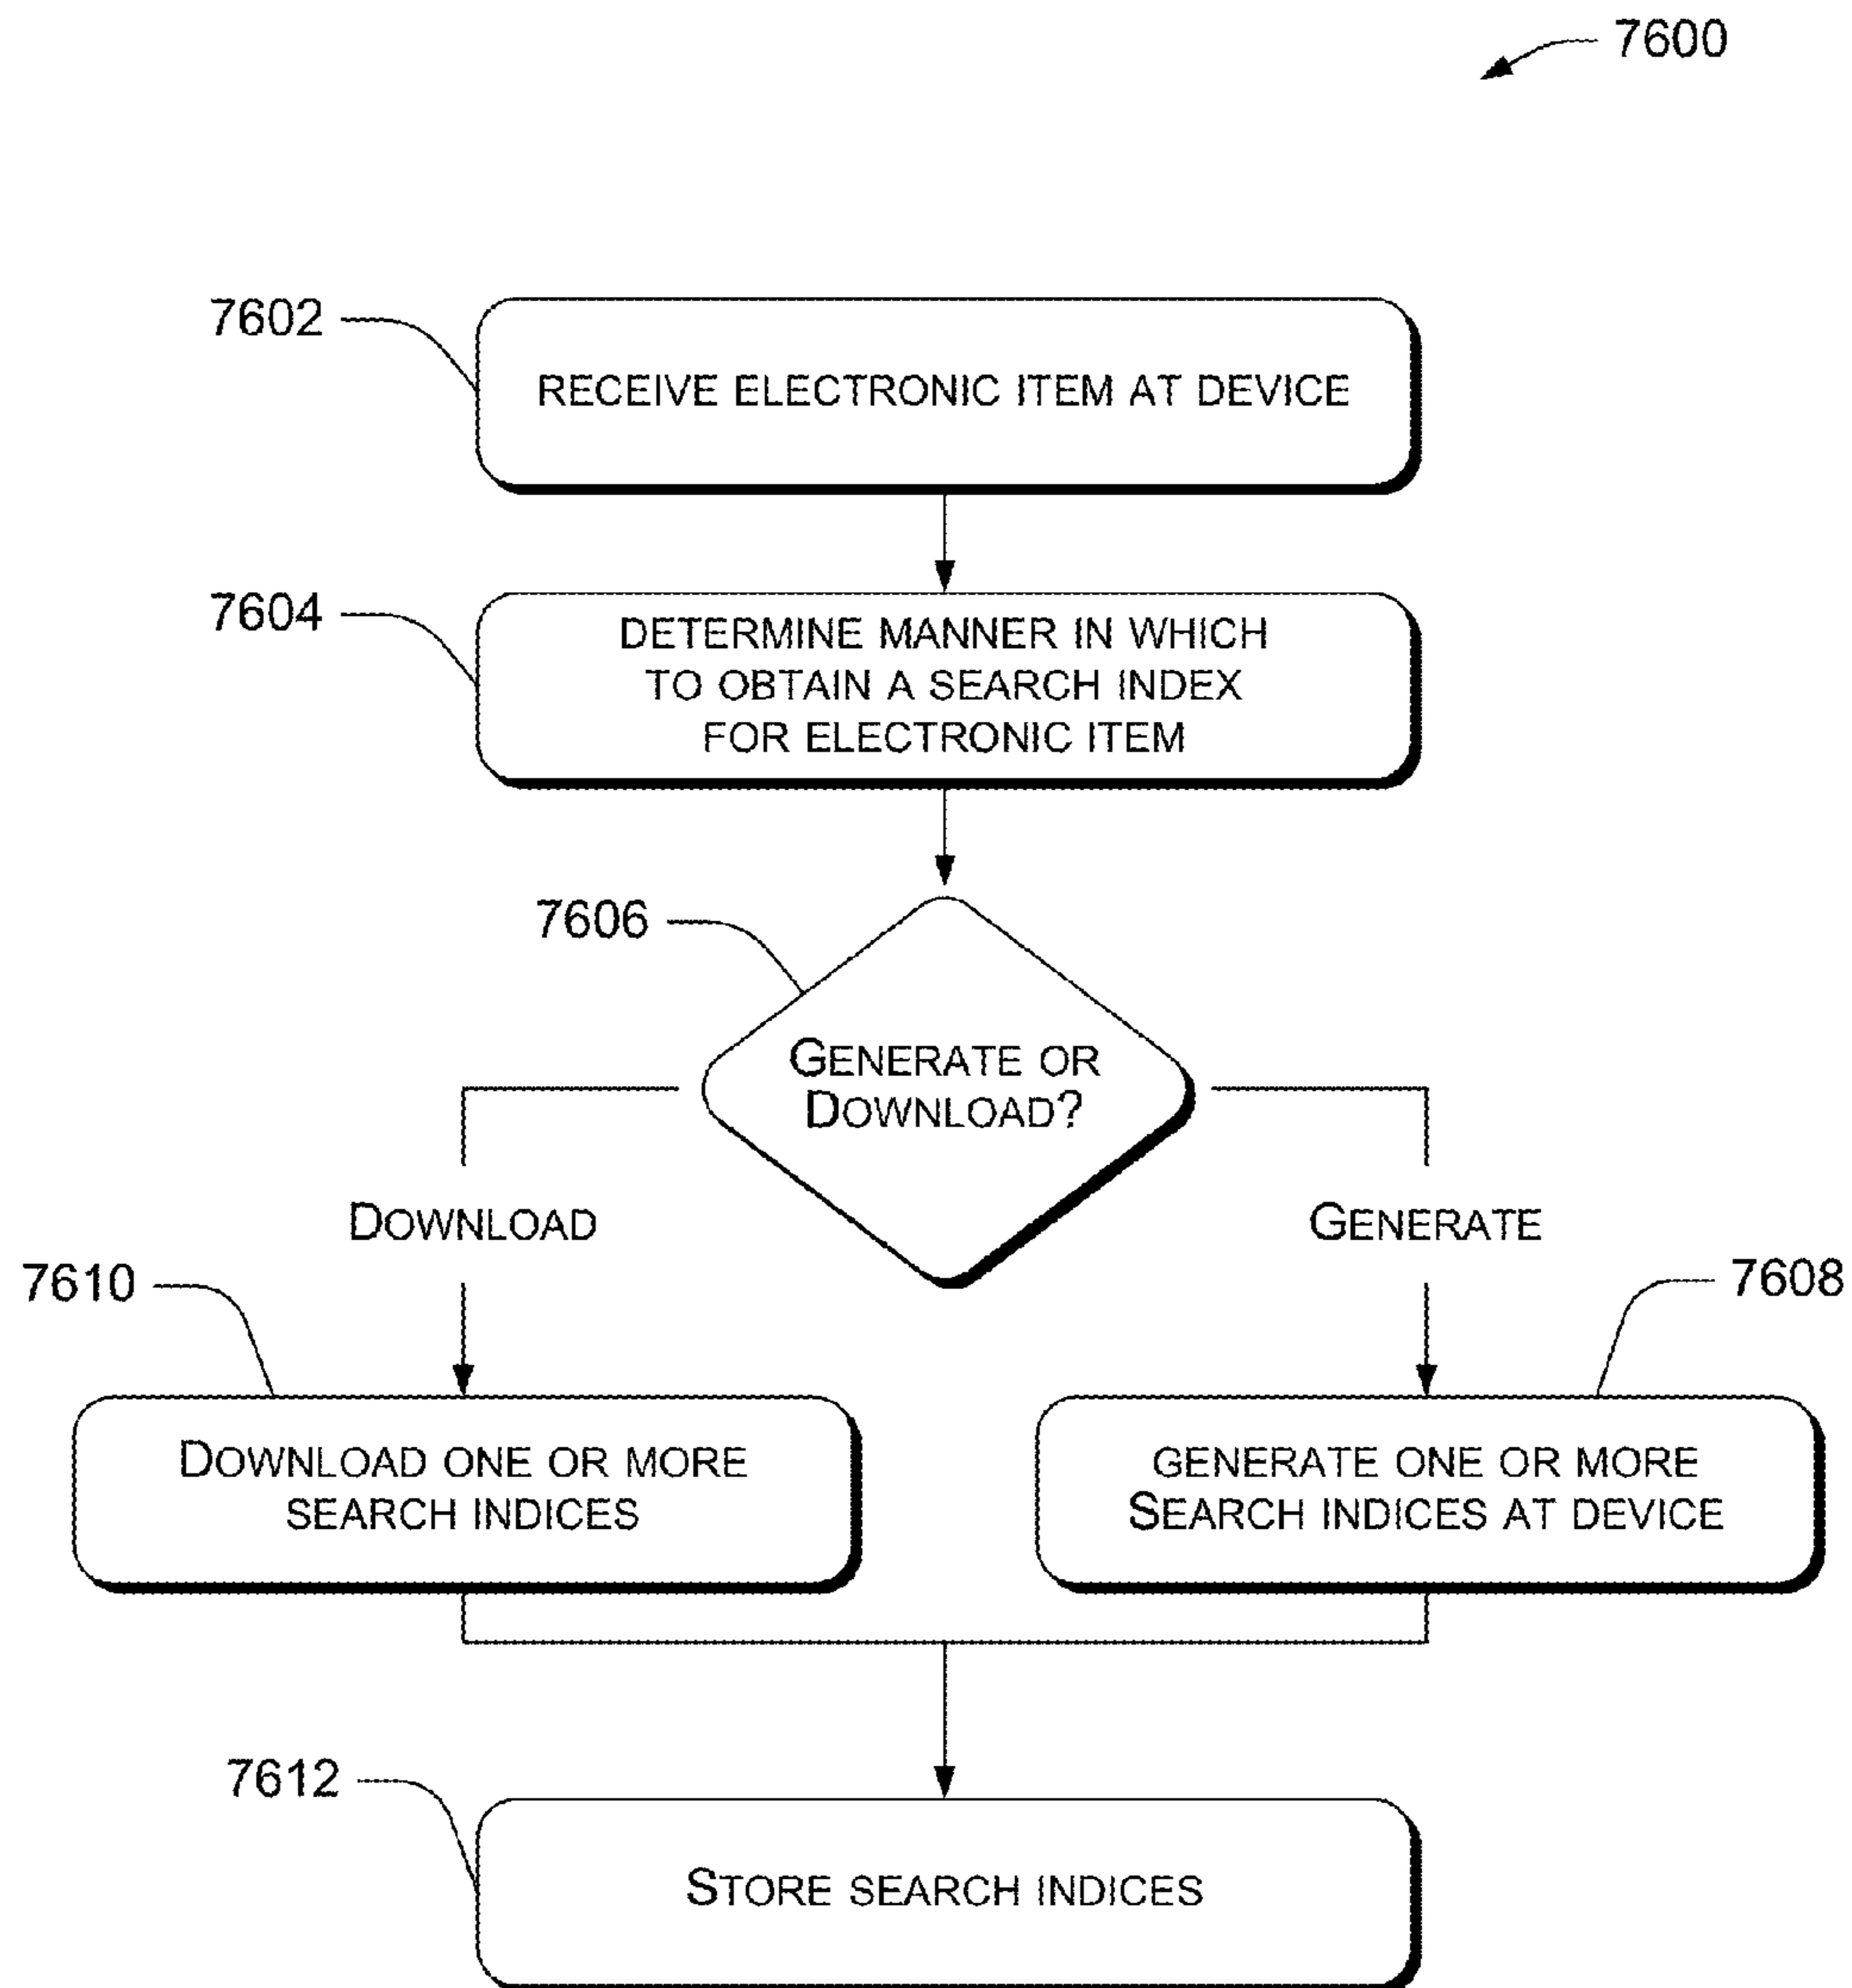 7600
7602
RECEIVE ELECTRONIC ITEM AT DEVICE
7604
DETERMINE MANNER IN WHICH
TO OBTAIN A SEARCH INDEX
FOR ELECTRONIC ITEM
7606
GENERATE OR
DOWNLOAD?
DOWNLOAD
GENERATE
7610
7608
DOWNLOAD ONE OR MORE
SEARCH INDICES
GENERATE ONE OR MORE
SEARCH INDICES AT DEVICE
7612
STORE SEARCH INDICES